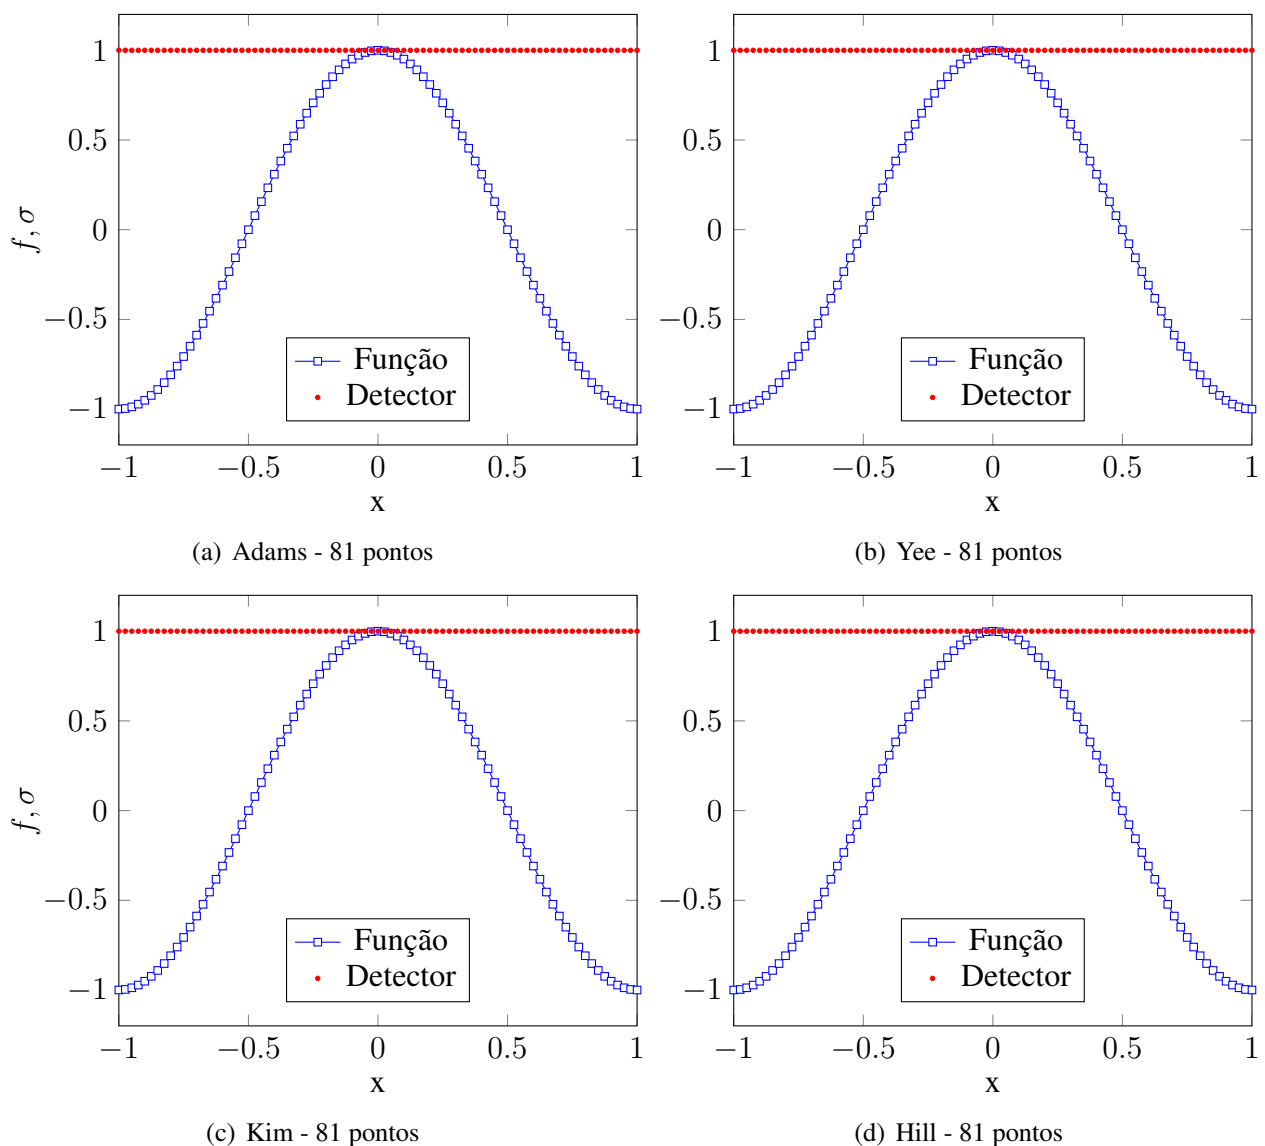 1
0.5
0
−0.5
−1
f, σ
Função
Detector
−1
−0.5
0
0.5
1
x
(a) Adams - 81 pontos
1
0.5
0
−0.5
−1
Função
Detector
−1
−0.5
0
0.5
1
x
(b) Yee - 81 pontos
1
0.5
0
−0.5
−1
f, σ
Função
Detector
−1
−0.5
0
0.5
1
x
(c) Kim - 81 pontos
1
0.5
0
−0.5
−1
Função
Detector
−1
−0.5
0
0.5
1
x
(d) Hill - 81 pontos